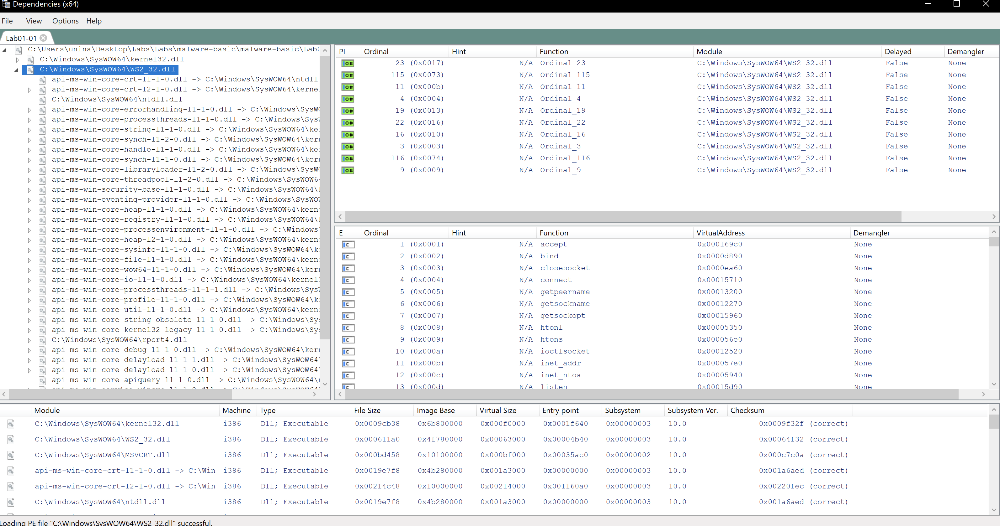 Dependencies (x64)
File View Options Help
Lab01-01
C:\Users\unina\Desktop\Labs\Labs\malware-basic\malware-basic\Lab
C:\Windows\SysWOW64\kernel32.dll
C:\Windows\SysWOW64\WS2_32.dll
api-ms-win-core-crt-l1-1-0.dll -> C:\Windows\SysWOW64\ntdll
api-ms-win-core-crt-l2-1-0.dll -> C:\Windows\SysWOW64\kernel
C:\Windows\SysWOW64\ntdll.dll
api-ms-win-core-errorhandling-l1-1-0.dll -> C:\Windows\SysW
api-ms-win-core-processthreads-l1-1-0.dll -> C:\Windows\Sys
api-ms-win-core-string-l1-1-0.dll -> C:\Windows\SysWOW64\ke
api-ms-win-core-synch-l1-2-0.dll -> C:\Windows\SysWOW64\ker
api-ms-win-core-handle-l1-1-0.dll -> C:\Windows\SysWOW64\ke
api-ms-win-core-synch-l1-1-0.dll -> C:\Windows\SysWOW64\ker
api-ms-win-core-libraryloader-l1-2-0.dll -> C:\Windows\SysW
api-ms-win-core-threadpool-l1-2-0.dll -> C:\Windows\SysWOW6
api-ms-win-security-base-l1-1-0.dll -> C:\Windows\SysWOW64\
api-ms-win-eventing-provider-l1-1-0.dll -> C:\Windows\SysWO
api-ms-win-core-heap-l1-1-0.dll -> C:\Windows\SysWOW64\kerne
api-ms-win-core-registry-l1-1-0.dll -> C:\Windows\SysWOW64\
api-ms-win-core-processenvironment-l1-1-0.dll -> C:\Windows\
api-ms-win-core-heap-l2-1-0.dll -> C:\Windows\SysWOW64\kerne
api-ms-win-core-sysinfo-l1-1-0.dll -> C:\Windows\SysWOW64\k
api-ms-win-core-file-l1-1-0.dll -> C:\Windows\SysWOW64\kerne
api-ms-win-core-wow64-l1-1-0.dll -> C:\Windows\SysWOW64\ker
api-ms-win-core-io-l1-1-0.dll -> C:\Windows\SysWOW64\kernel
api-ms-win-core-processthreads-l1-1-1.dll -> C:\Windows\Sys
api-ms-win-core-profile-l1-1-0.dll -> C:\Windows\SysWOW64\k
api-ms-win-core-util-l1-1-0.dll -> C:\Windows\SysWOW64\kerne
api-ms-win-core-string-obsolete-l1-1-0.dll -> C:\Windows\Sy
api-ms-win-core-kernel32-legacy-l1-1-0.dll -> C:\Windows\Sy
C:\Windows\SysWOW64\rpcrt4.dll
api-ms-win-core-debug-l1-1-0.dll -> C:\Windows\SysWOW64\ker
api-ms-win-core-delayload-l1-1-1.dll -> C:\Windows\SysWOW64
api-ms-win-core-delayload-l1-1-0.dll -> C:\Windows\SysWOW64
api-ms-win-core-apiquery-l1-1-0.dll -> C:\Windows\SysWOW64\
PI Ordinal Hint Function Module Delayed Demangler
23 (0x0017) N/A Ordinal_23 C:\Windows\SysWOW64\WS2_32.dll False None
115 (0x0073) N/A Ordinal_115 C:\Windows\SysWOW64\WS2_32.dll False None
11 (0x000b) N/A Ordinal_11 C:\Windows\SysWOW64\WS2_32.dll False None
4 (0x0004) N/A Ordinal_4 C:\Windows\SysWOW64\WS2_32.dll False None
19 (0x0013) N/A Ordinal_19 C:\Windows\SysWOW64\WS2_32.dll False None
22 (0x0016) N/A Ordinal_22 C:\Windows\SysWOW64\WS2_32.dll False None
16 (0x0010) N/A Ordinal_16 C:\Windows\SysWOW64\WS2_32.dll False None
3 (0x0003) N/A Ordinal_3 C:\Windows\SysWOW64\WS2_32.dll False None
116 (0x0074) N/A Ordinal_116 C:\Windows\SysWOW64\WS2_32.dll False None
9 (0x0009) N/A Ordinal_9 C:\Windows\SysWOW64\WS2_32.dll False None
E Ordinal Hint Function VirtualAddress Demangler
1 (0x0001) N/A accept 0x000169c0 None
2 (0x0002) N/A bind 0x0000d890 None
3 (0x0003) N/A closesocket 0x0000ea60 None
4 (0x0004) N/A connect 0x00015710 None
5 (0x0005) N/A getpeername 0x00013200 None
6 (0x0006) N/A getsockname 0x00012270 None
7 (0x0007) N/A getsockopt 0x00015960 None
8 (0x0008) N/A htonl 0x00005350 None
9 (0x0009) N/A htons 0x000056e0 None
10 (0x000a) N/A ioctlsocket 0x00012520 None
11 (0x000b) N/A inet_addr 0x000057e0 None
12 (0x000c) N/A inet_ntoa 0x00005940 None
13 (0x000d) N/A listen 0x00015d90 None
Module Machine Type File Size Image Base Virtual Size Entry point Subsystem Subsystem Ver. Checksum
C:\Windows\SysWOW64\kernel32.dll i386 Dll; Executable 0x0009cb38 0x6b800000 0x000f0000 0x0001f640 0x00000003 10.0 0x0009f32f (correct)
C:\Windows\SysWOW64\WS2_32.dll i386 Dll; Executable 0x000611a0 0x4f780000 0x00063000 0x00004b40 0x00000003 10.0 0x00064f32 (correct)
C:\Windows\SysWOW64\MSVCRT.dll i386 Dll; Executable 0x000bd458 0x10100000 0x000bf000 0x00035ac0 0x00000002 10.0 0x000c7c0a (correct)
api-ms-win-core-crt-l1-1-0.dll -> C:\Win i386 Dll; Executable 0x0019e7f8 0x4b280000 0x001a3000 0x00000000 0x00000003 10.0 0x001a6aed (correct)
api-ms-win-core-crt-l2-1-0.dll -> C:\Win i386 Dll; Executable 0x00214c48 0x10000000 0x00214000 0x001160a0 0x00000003 10.0 0x00220fec (correct)
C:\Windows\SysWOW64\ntdll.dll i386 Dll; Executable 0x0019e7f8 0x4b280000 0x001a3000 0x00000000 0x00000003 10.0 0x001a6aed (correct)
Loading PE file "C:\Windows\SysWOW64\WS2_32.dll" successful.